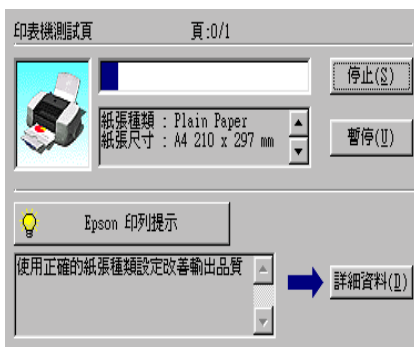 印表機測試頁 頁:0/1
停止(S)
紙張種類 : Plain Paper
紙張尺寸 : A4 210 x 297 mm
暫停(U)
Epson 印列提示
使用正確的紙張種類設定改善輸出品質
詳細資料(D)